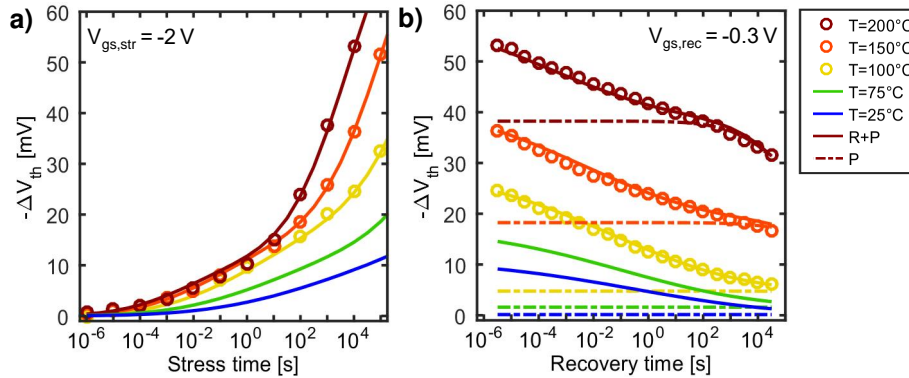 a)
V_gs,str = -2 V
-ΔV_th [mV]
60
50
40
30
20
10
0
10^-6 10^-4 10^-2 10^0 10^2 10^4
Stress time [s]
b)
V_gs,rec = -0.3 V
-ΔV_th [mV]
60
50
40
30
20
10
0
10^-6 10^-4 10^-2 10^0 10^2 10^4
Recovery time [s]
T=200°C
T=150°C
T=100°C
T=75°C
T=25°C
R+P
P